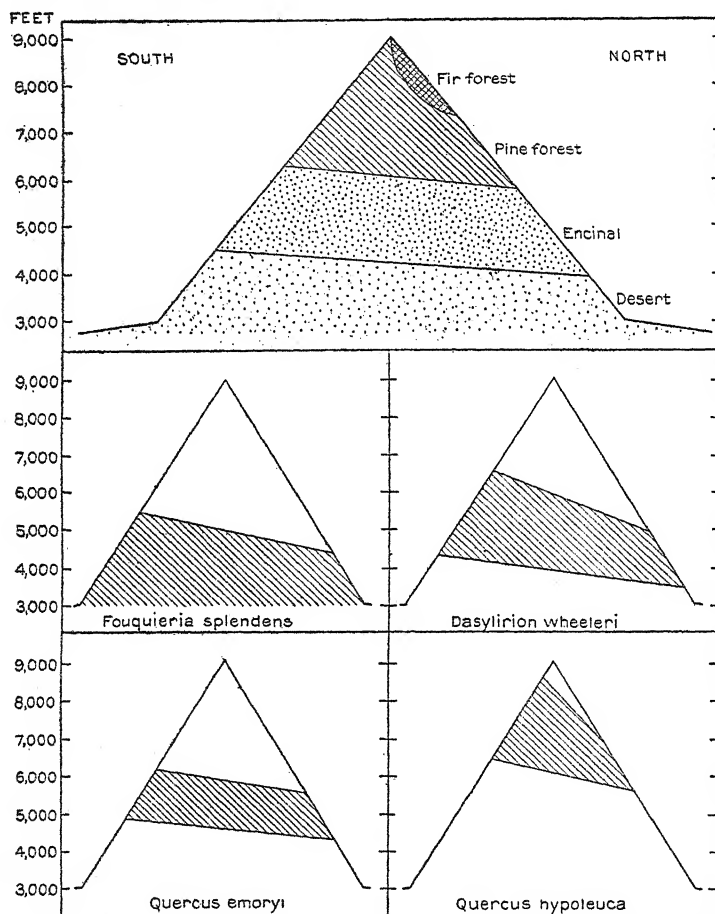 FEET
9,000
SOUTH
NORTH
8,000
Fir forest
7,000
Pine forest
6,000
5,000
Encinal
4,000
Desert
3,000
9,000
8,000
7,000
6,000
5,000
4,000
3,000
Fouquieria splendens
Dasylirion wheeleri
9,000
8,000
7,000
6,000
5,000
4,000
3,000
Quercus emoryi
Quercus hypoleuca